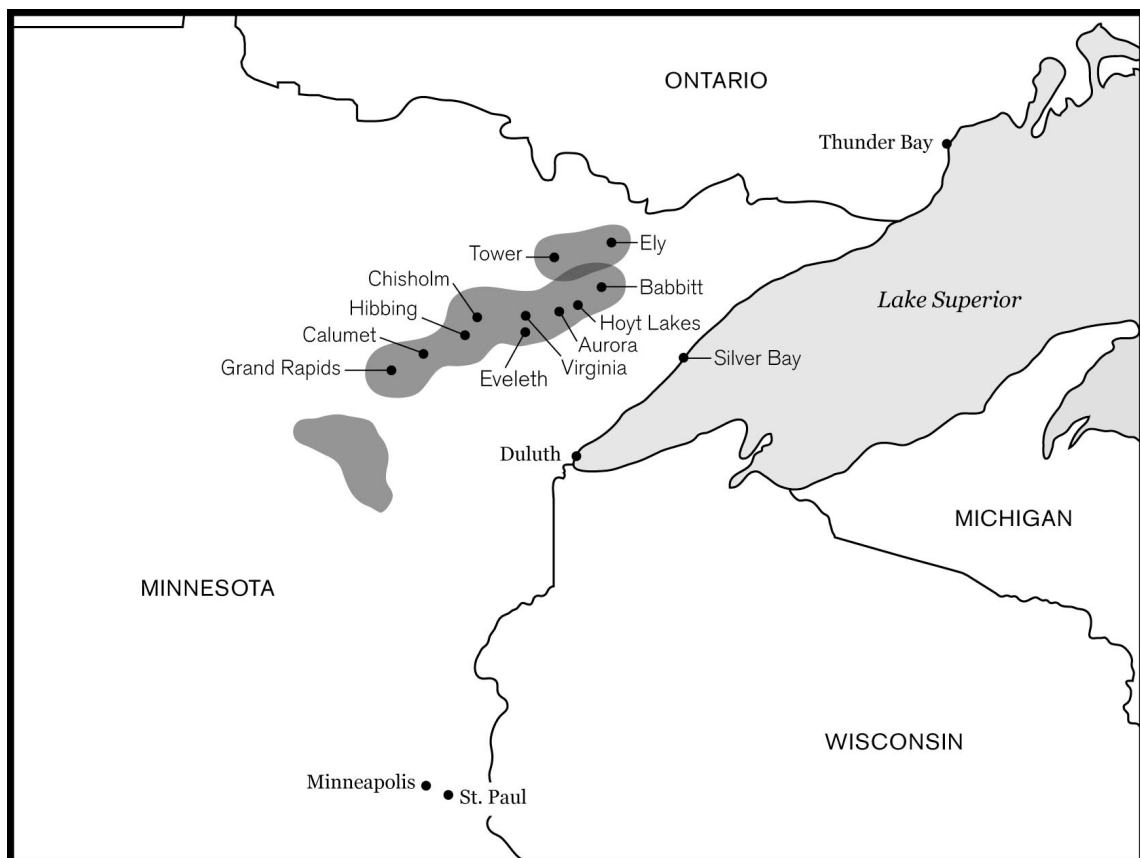 ONTARIO
Thunder Bay
Ely
Tower
Chisholm
Babbitt
Lake Superior
Hibbing
Hoyt Lakes
Calumet
Aurora
Silver Bay
Grand Rapids
Virginia
Eveleth
Duluth
MICHIGAN
MINNESOTA
WISCONSIN
Minneapolis
St. Paul